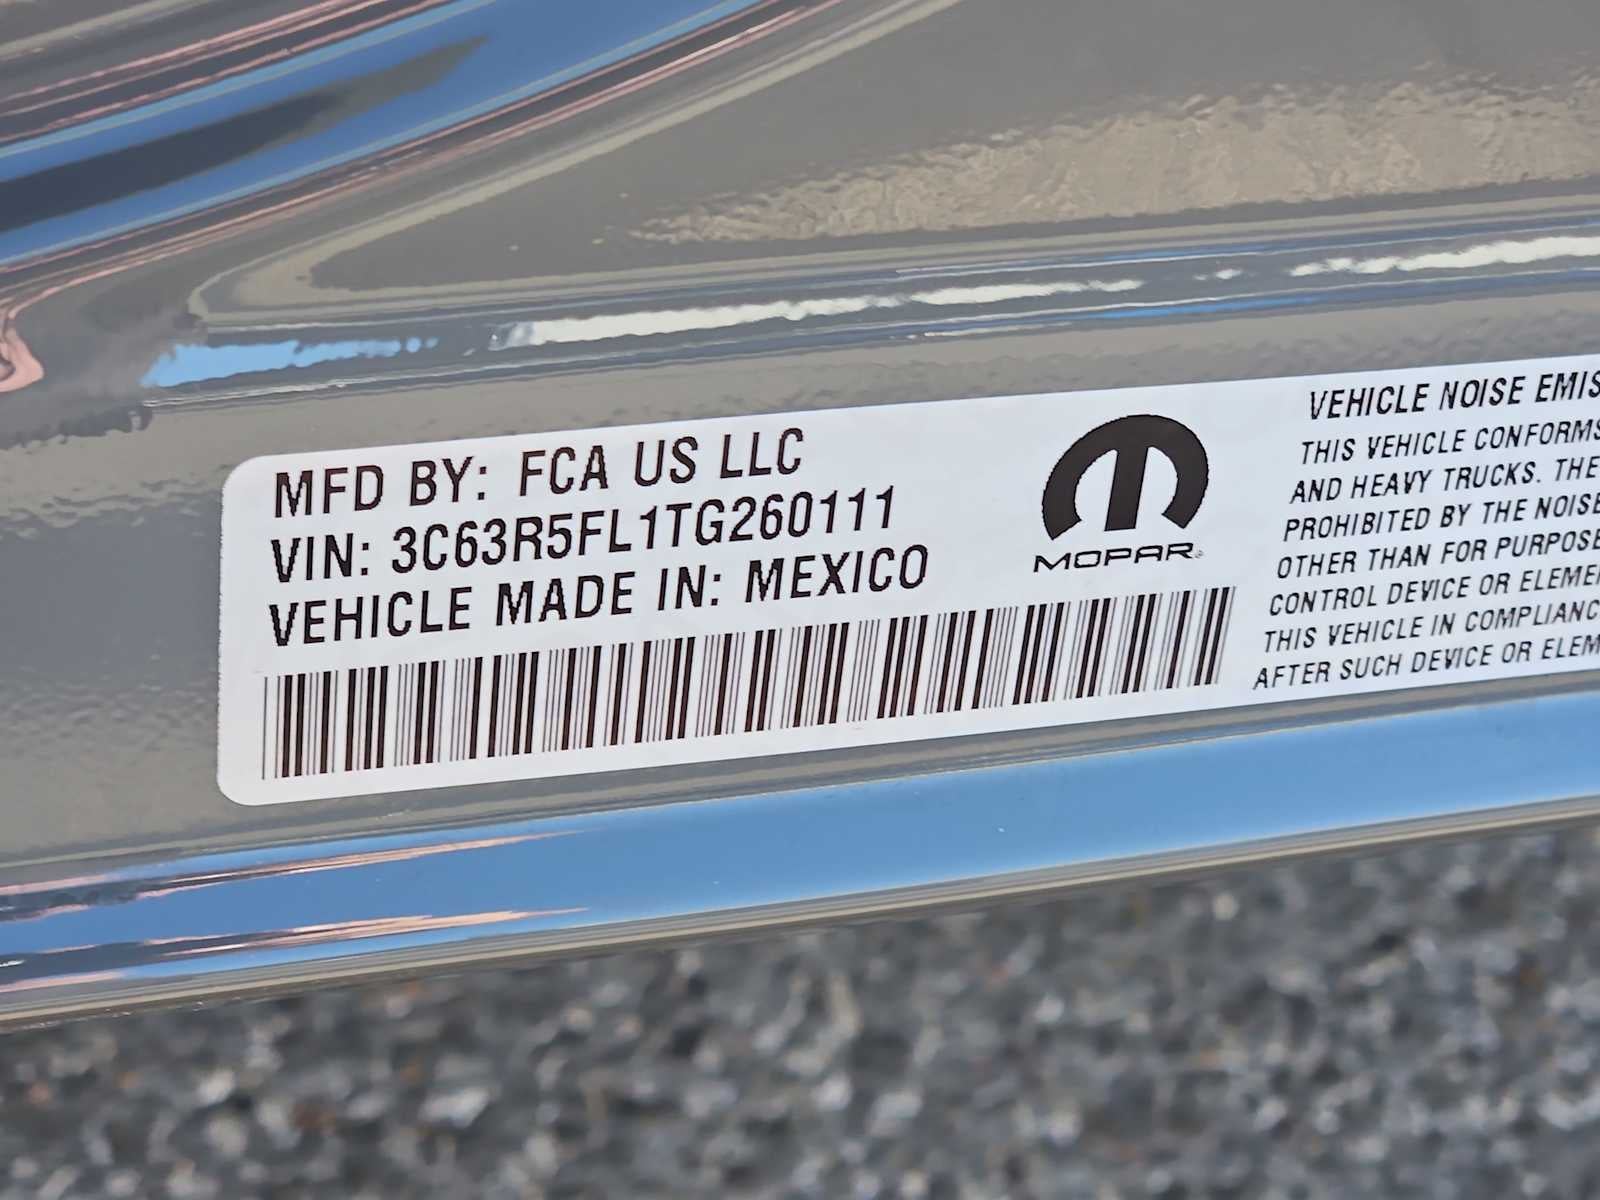 MFD BY: FCA US LLC
VIN: 3C63R5FL1TG260111
VEHICLE MADE IN: MEXICO
MOPAR®
VEHICLE NOISE EMIS
THIS VEHICLE CONFORMS
AND HEAVY TRUCKS. THE
PROHIBITED BY THE NOISE
OTHER THAN FOR PURPOSE
CONTROL DEVICE OR ELEME
THIS VEHICLE IN COMPLIANC
AFTER SUCH DEVICE OR ELEM